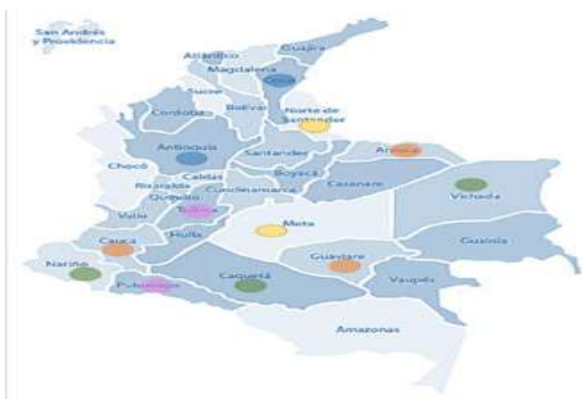 San Andrés
y Providencia
Guajira
Atlántico
Magdalena
Cesar
Sucre
Norte de
Santander
Bolívar
Córdoba
Antioquia
Santander
Arauca
Chocó
Boyacá
Caldas
Risaralda
Cundinamarca
Casanare
Vichada
Quindío
Tolima
Valle
Meta
Guainía
Huila
Cauca
Guaviare
Nariño
Caquetá
Vaupés
Putumayo
Amazonas